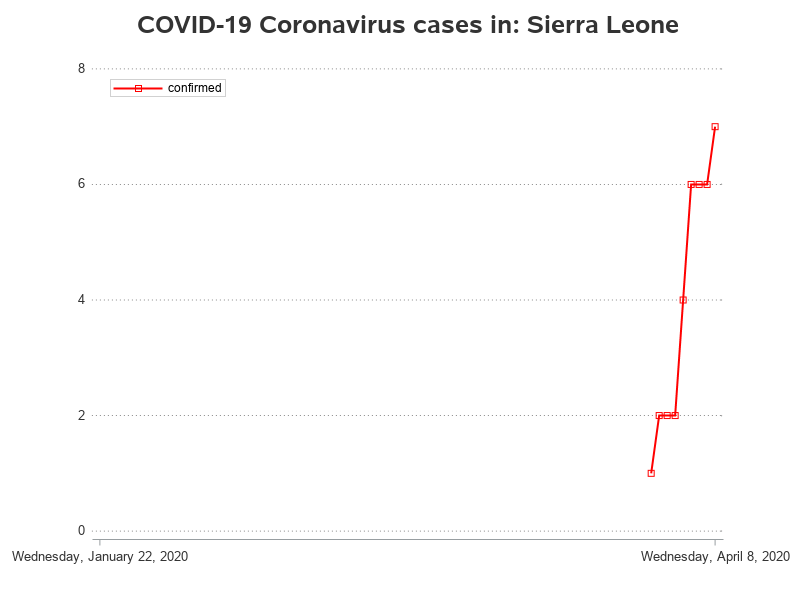 COVID-19 Coronavirus cases in: Sierra Leone
8
confirmed
6
4
2
0
Wednesday, January 22, 2020
Wednesday, April 8, 2020